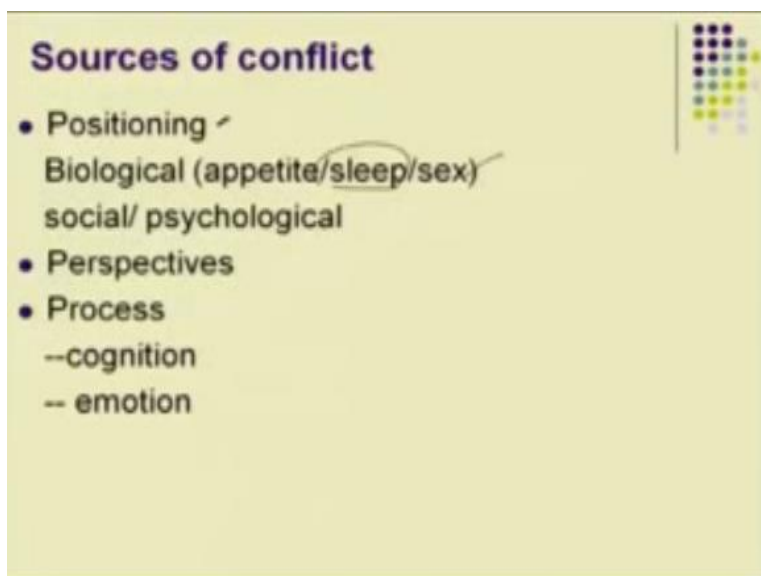 Sources of conflict
• Positioning
Biological (appetite/sleep/sex)
social/ psychological
• Perspectives
• Process
--cognition
-- emotion